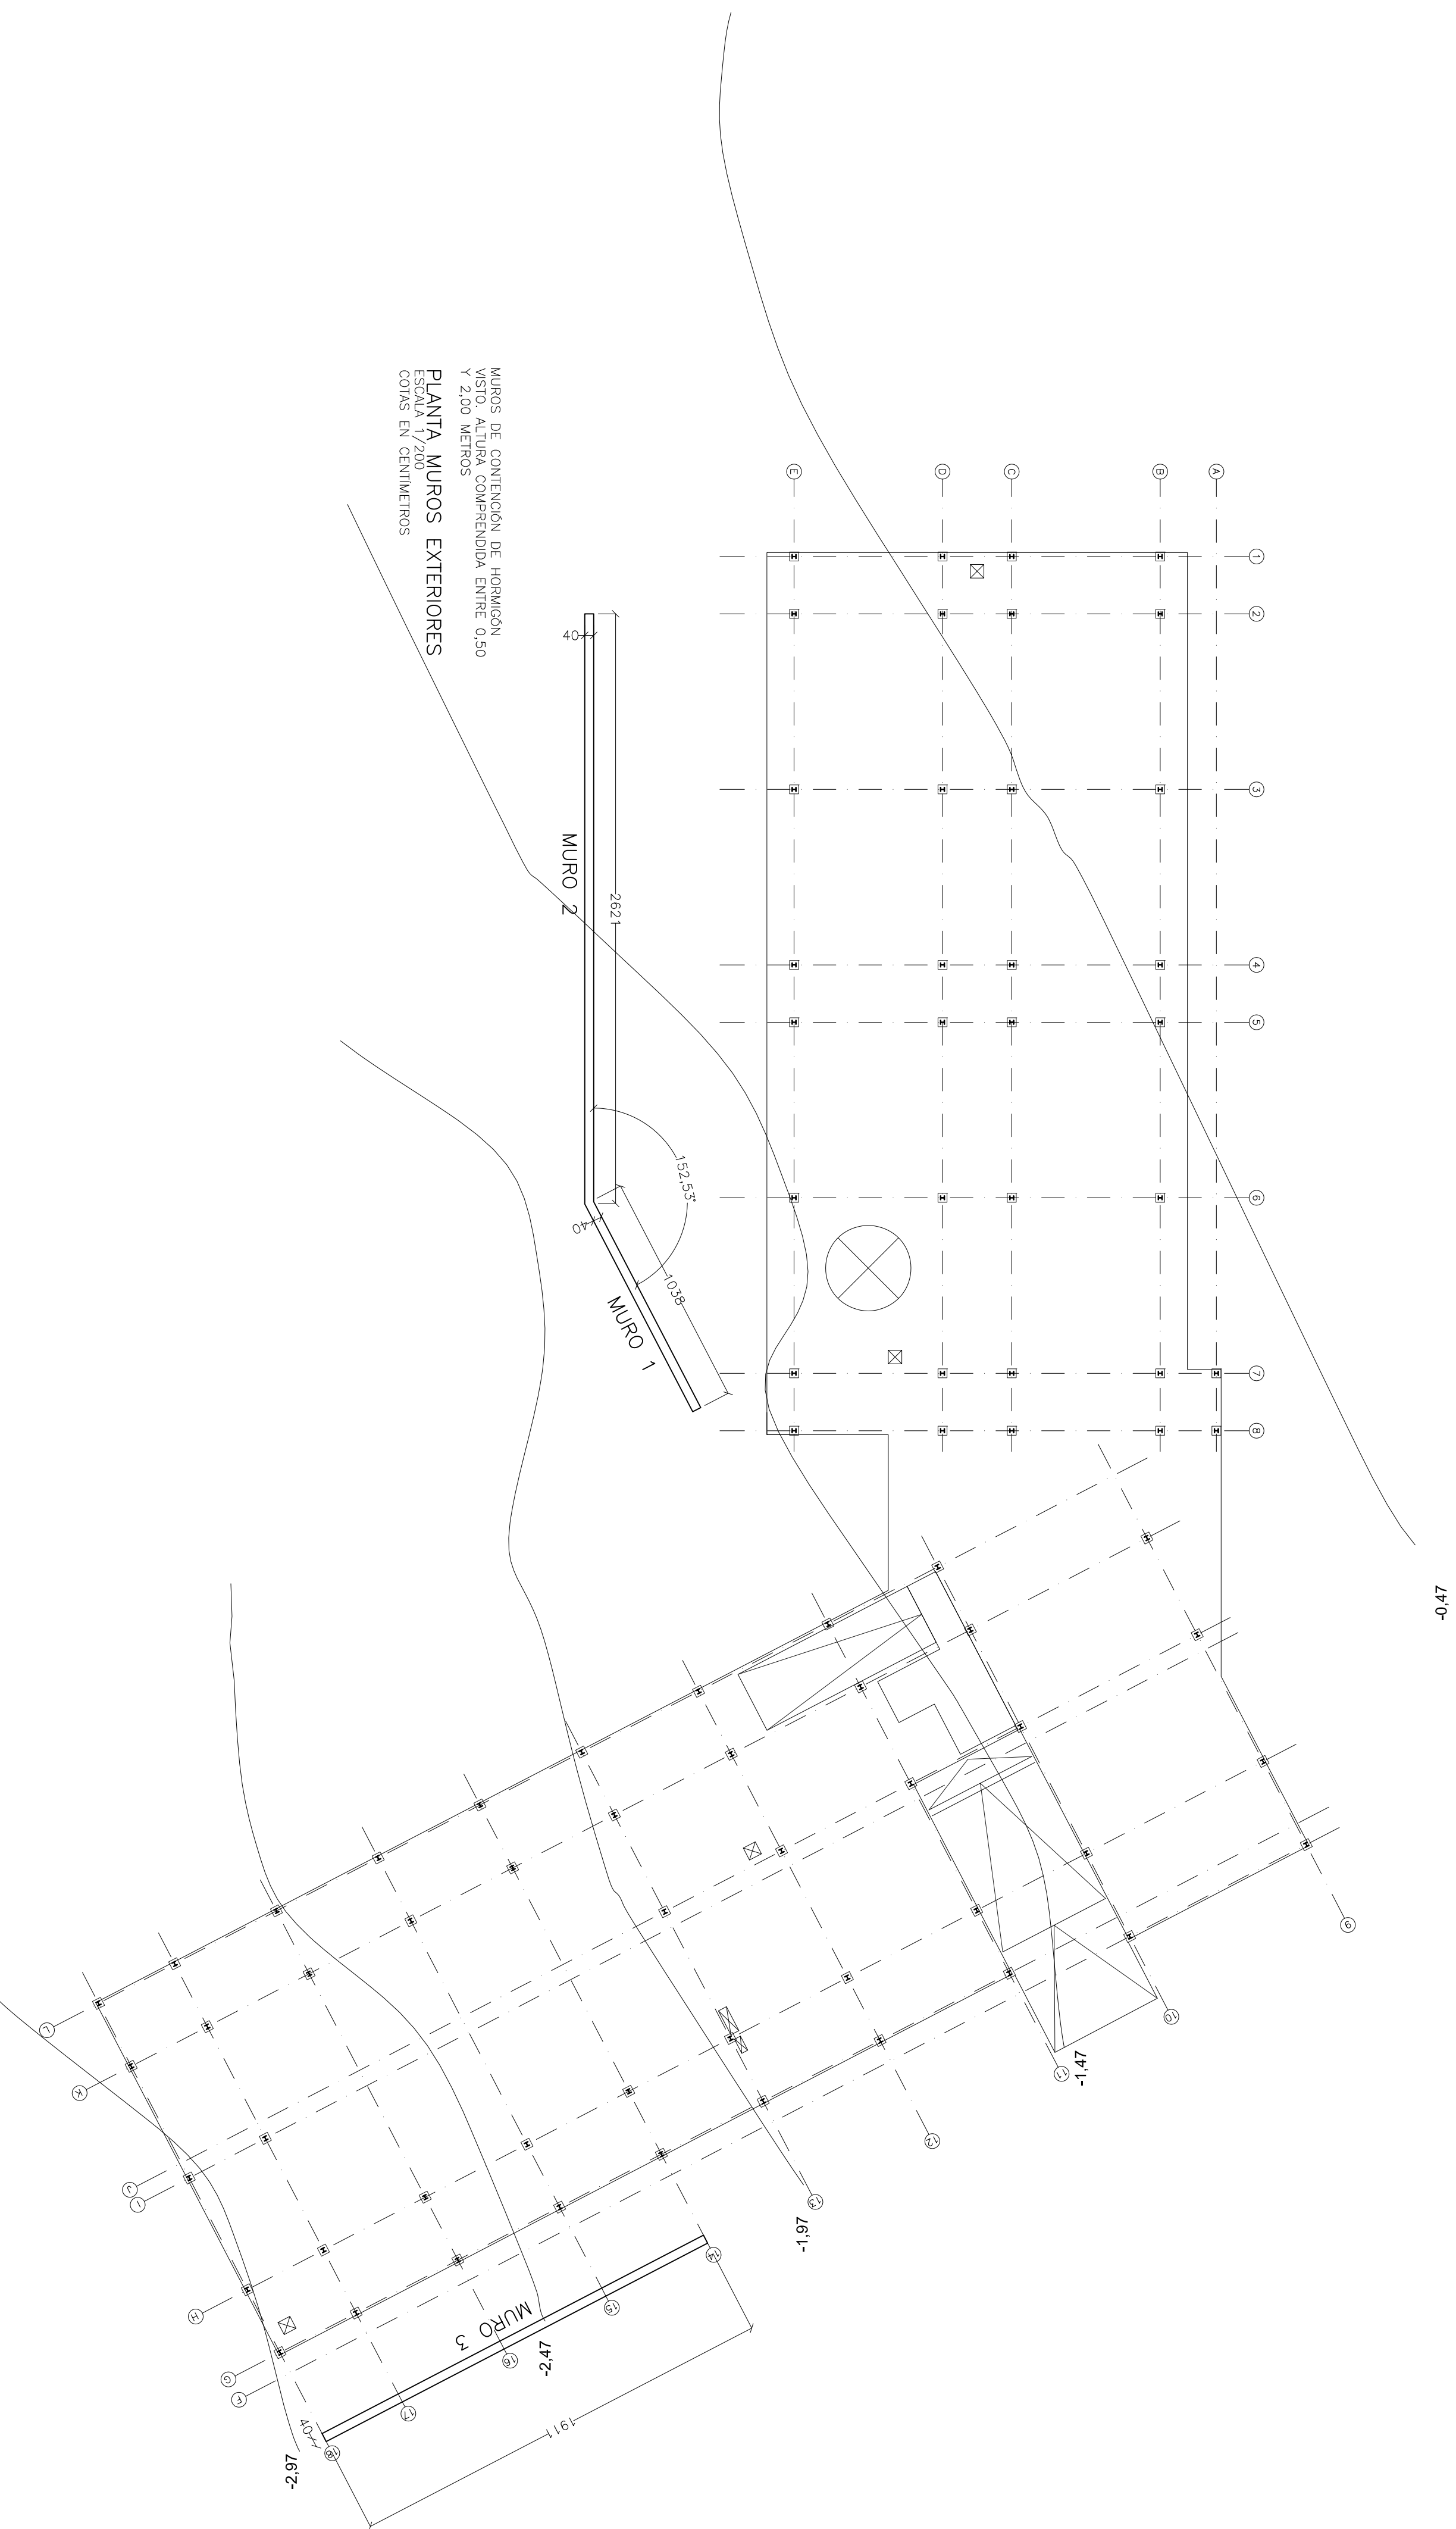 MUROS DE CONTENCIÓN DE HORMIGÓN
VISTO. ALTURA COMPRENDIDA ENTRE 0,50
Y 2,00 METROS
PLANTA MUROS EXTERIORES
ESCALA 1/200
COTAS EN CENTÍMETROS
A
B
C
D
E
1
2
3
4
5
6
7
8
40
2621
MURO 2
152,53°
40
1038
MURO 1
-0,47
9
10
11
-1,47
12
13
-1,97
14
15
16
-2,47
17
18
-2,97
MURO 3
1911
40
L
K
J
I
H
G
F